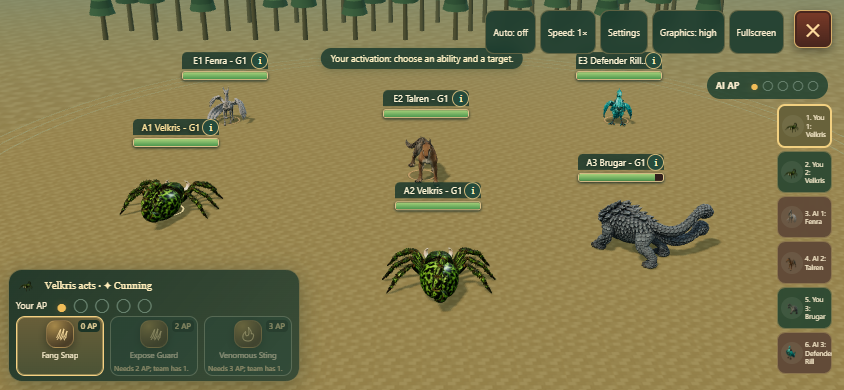 Auto: off
Speed: 1×
Settings
Graphics: high
Fullscreen
✕
Your activation: choose an ability and a target.
E1 Fenra - G1 i
E3 Defender Rill... i
AI AP
E2 Talren - G1 i
A1 Velkris - G1 i
A3 Brugar - G1 i
A2 Velkris - G1 i
1. You
1:
Velkris
2. You
2:
Velkris
3. AI 1:
Fenra
4. AI 2:
Talren
5. You
3:
Brugar
6. AI 3:
Defender
Rill
Velkris acts • ✦ Cunning
Your AP
0 AP
Fang Snap
2 AP
Expose Guard
Needs 2 AP; team has 1.
3 AP
Venomous Sting
Needs 3 AP; team has 1.